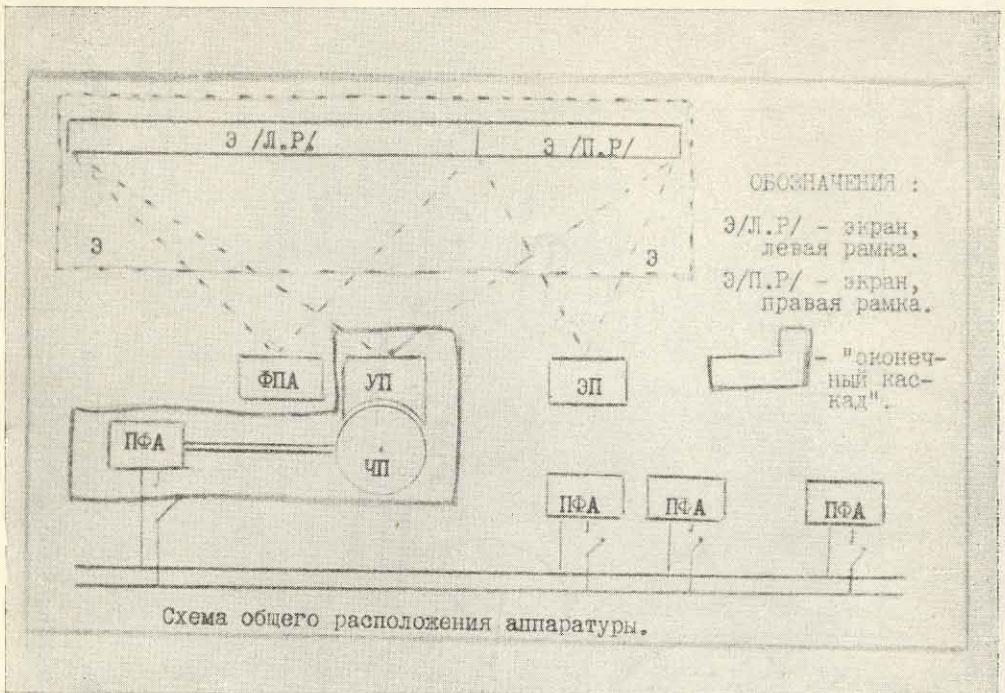 Э /Л.Р/
Э /П.Р/
ОБОЗНАЧЕНИЯ :
Э/Л.Р/ - экран,
левая рамка.
Э/П.Р/ - экран,
правая рамка.
- "оконеч-
ный кас-
кад".
Э
Э
ФПА
УП
ЭП
ПФА
ЧП
ПФА
ПФА
ПФА
Схема общего расположения аппаратуры.